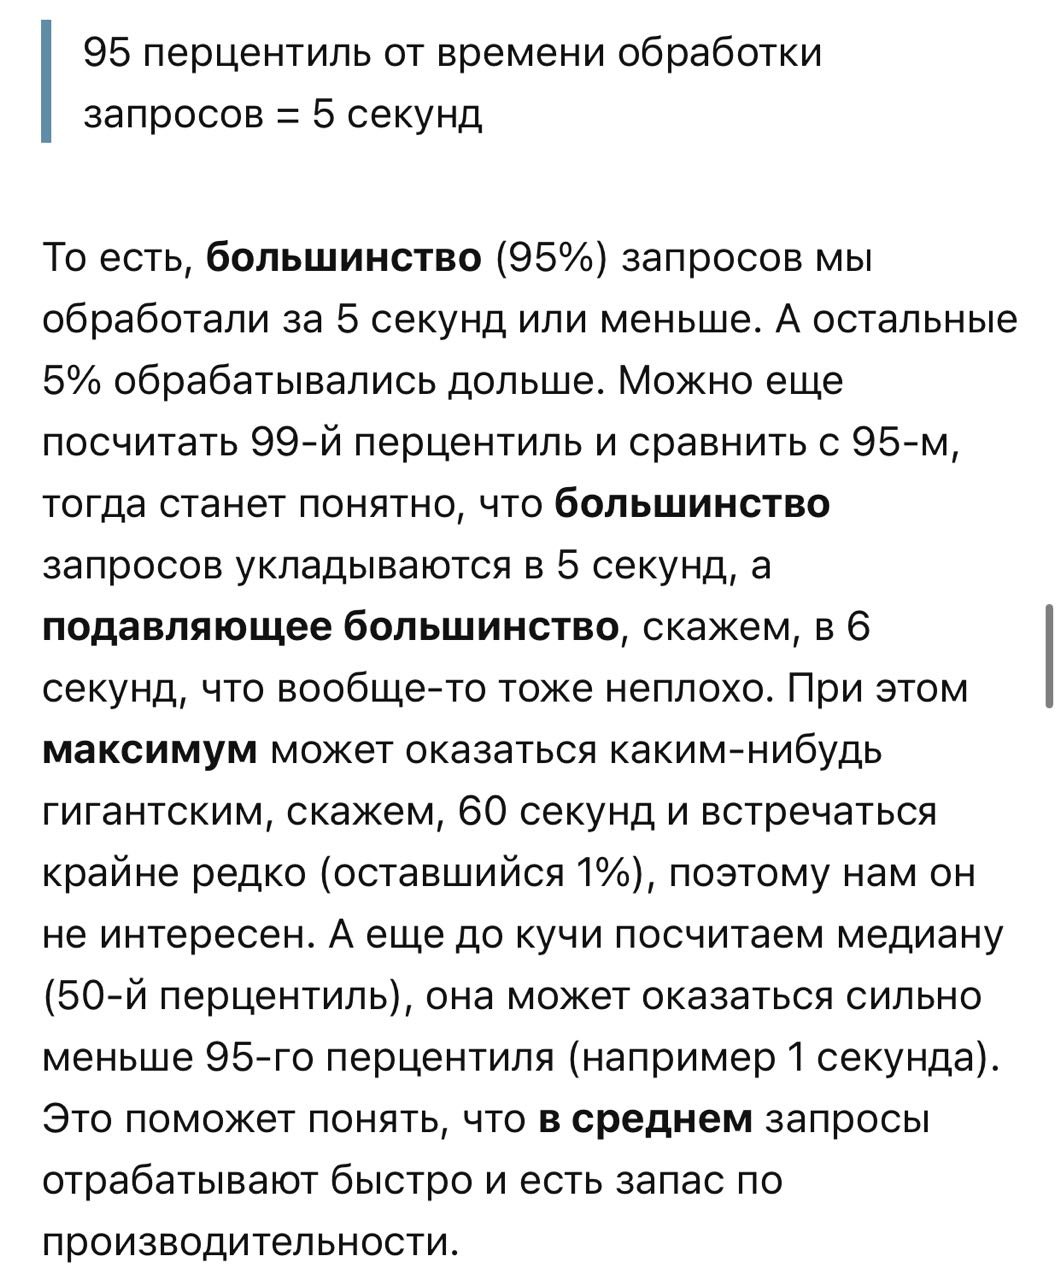 95 перцентиль от времени обработки
запросов = 5 секунд
То есть, большинство (95%) запросов мы
обработали за 5 секунд или меньше. А остальные
5% обрабатывались дольше. Можно еще
посчитать 99-й перцентиль и сравнить с 95-м,
тогда станет понятно, что большинство
запросов укладываются в 5 секунд, а
подавляющее большинство, скажем, в 6
секунд, что вообще-то тоже неплохо. При этом
максимум может оказаться каким-нибудь
гигантским, скажем, 60 секунд и встречаться
крайне редко (оставшийся 1%), поэтому нам он
не интересен. А еще до кучи посчитаем медиану
(50-й перцентиль), она может оказаться сильно
меньше 95-го перцентиля (например 1 секунда).
Это поможет понять, что в среднем запросы
отрабатывают быстро и есть запас по
производительности.